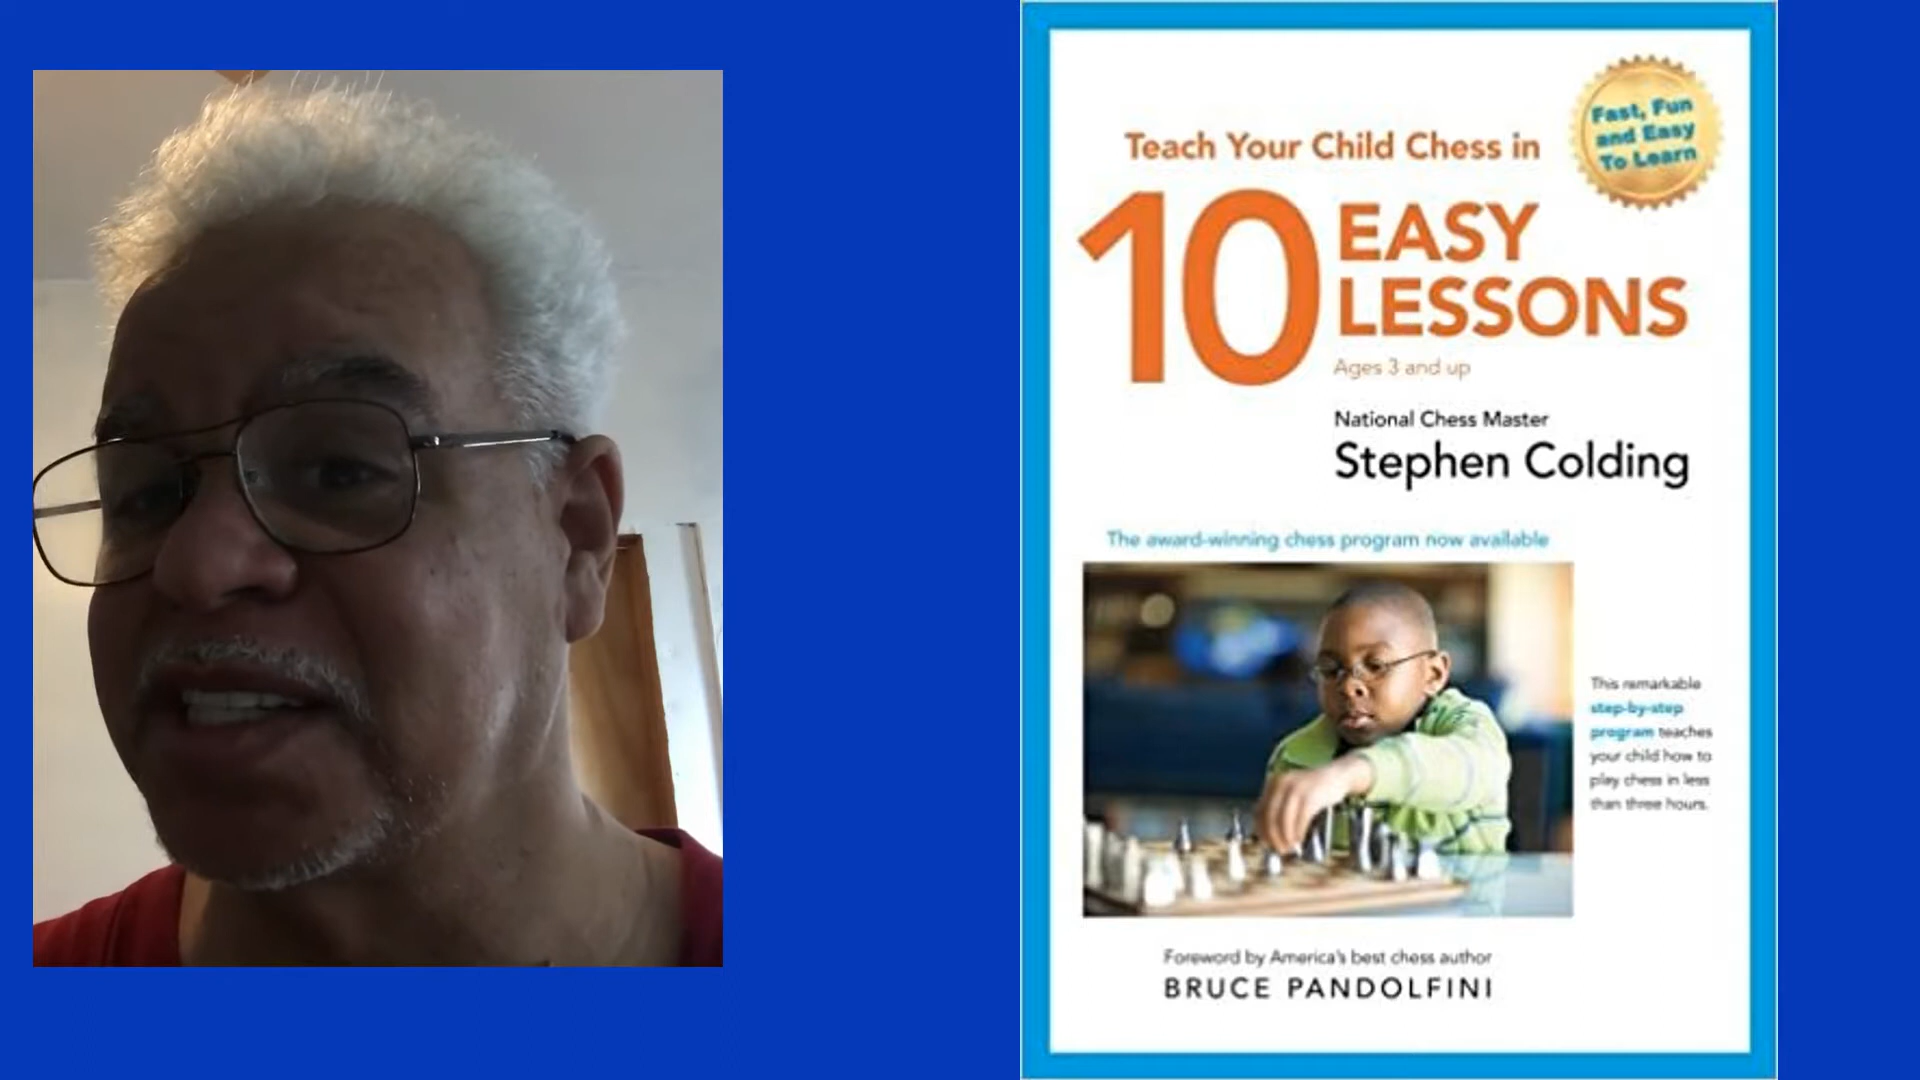 Fast, Fun
and Easy
To Learn
Teach Your Child Chess in
10 EASY
LESSONS
Ages 3 and up
National Chess Master
Stephen Colding
The award-winning chess program now available
This remarkable
step-by-step
program teaches
your child how to
play chess in less
than three hours.
Foreword by America's best chess author
BRUCE PANDOLFINI